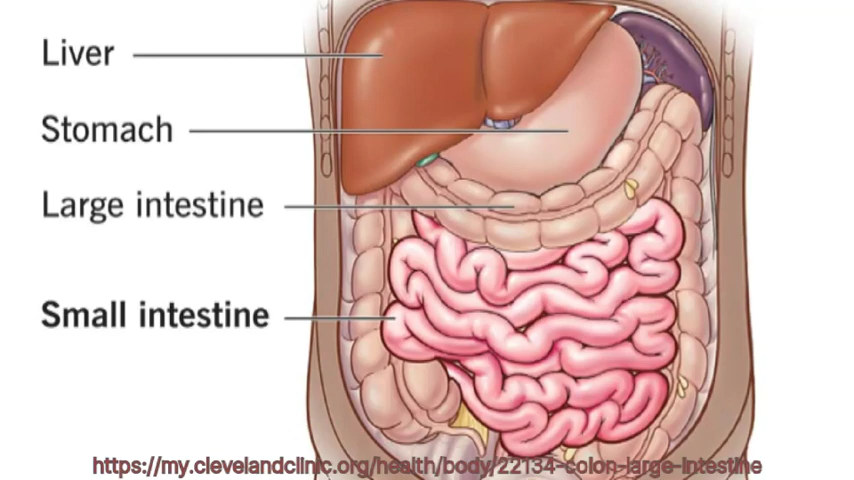 Liver
Stomach
Large intestine
Small intestine
https://my.clevelandclinic.org/health/body/22134-colon-large-intestine